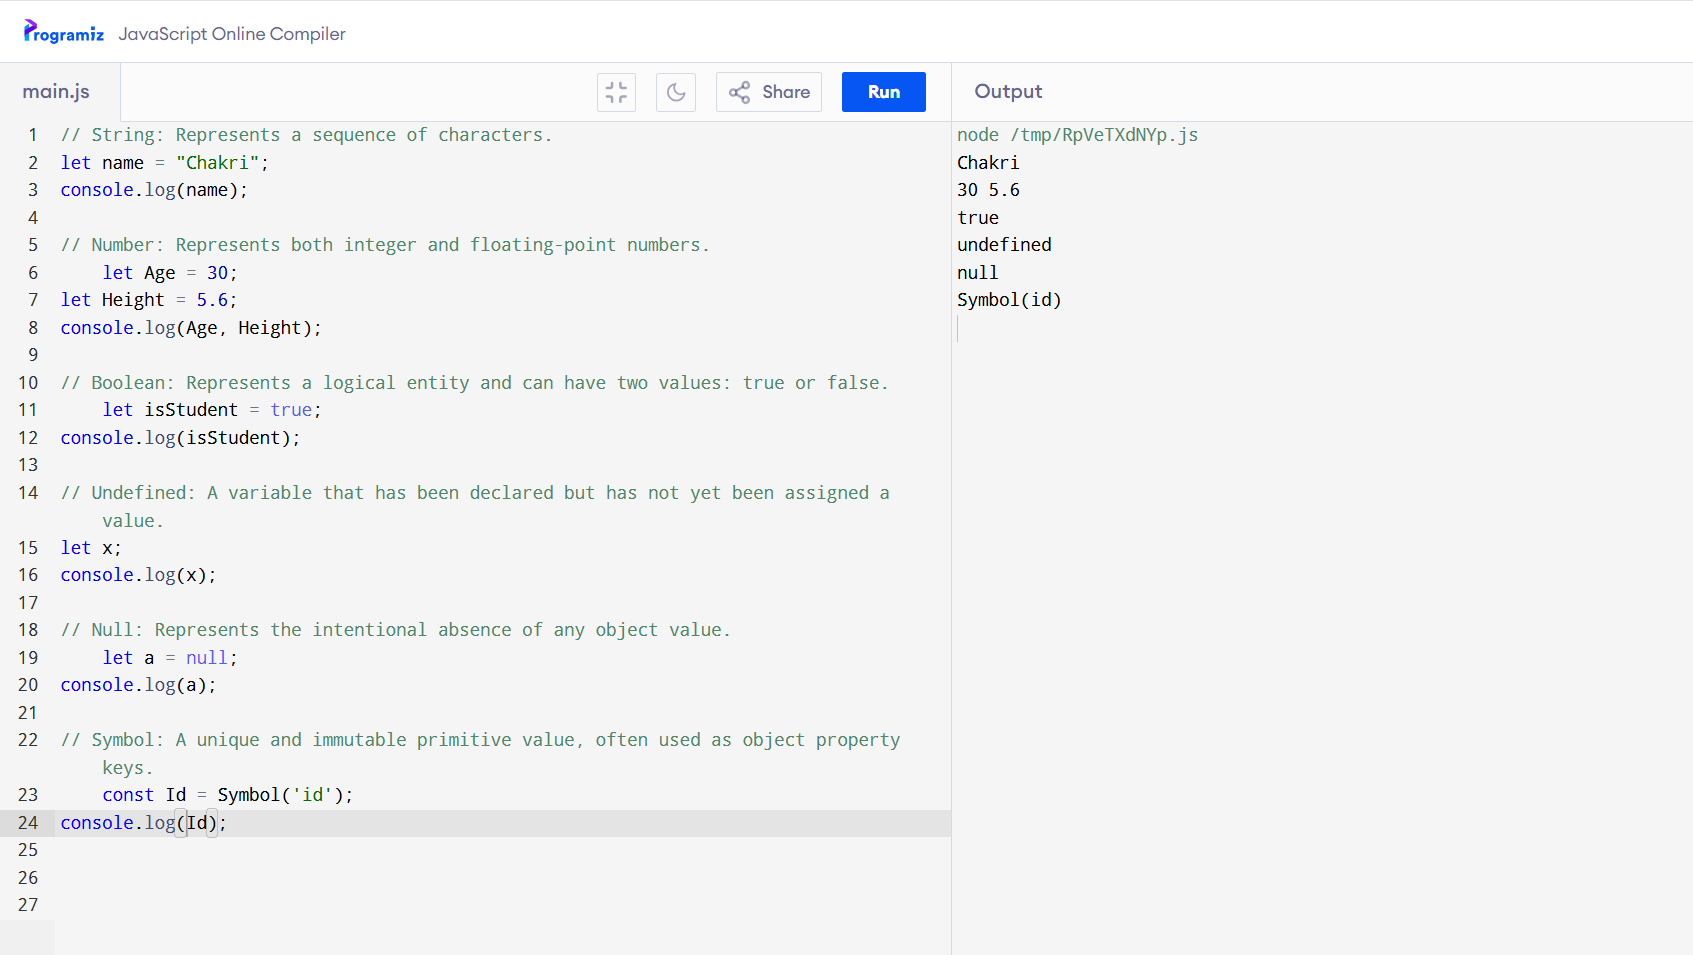 Programiz JavaScript Online Compiler
main.js Share Run Output
1 // String: Represents a sequence of characters.
2 let name = "Chakri";
3 console.log(name);
4
5 // Number: Represents both integer and floating-point numbers.
6     let Age = 30;
7 let Height = 5.6;
8 console.log(Age, Height);
9
10 // Boolean: Represents a logical entity and can have two values: true or false.
11     let isStudent = true;
12 console.log(isStudent);
13
14 // Undefined: A variable that has been declared but has not yet been assigned a
value.
15 let x;
16 console.log(x);
17
18 // Null: Represents the intentional absence of any object value.
19     let a = null;
20 console.log(a);
21
22 // Symbol: A unique and immutable primitive value, often used as object property
keys.
23     const Id = Symbol('id');
24 console.log(Id);
25
26
27
node /tmp/RpVeTXdNYp.js
Chakri
30 5.6
true
undefined
null
Symbol(id)